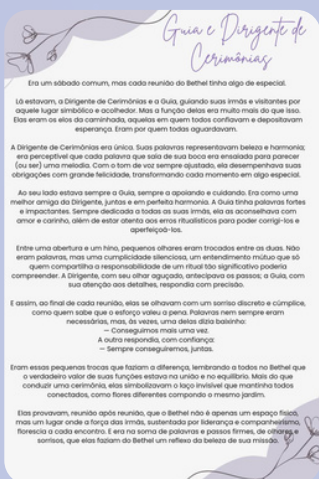 Guia e Dirigente de
Cerimônias
Era um sábado comum, mas cada reunião do Bethel tinha algo de especial.
Lá estavam, a Dirigente de Cerimônias e a Guia, guiando suas irmãs e visitantes por
aquele lugar simbólico e acolhedor. Mas a função delas era muito mais do que isso.
Elas eram os elos da caminhada, aquelas em quem todos confiavam e depositavam
esperança. Eram por quem todas aguardavam.
A Dirigente de Cerimônias era única. Suas palavras representavam beleza e harmonia;
era perceptível que cada palavra que saía de sua boca era ensaiada para parecer
(ou ser) uma melodia. Com o tom de voz sempre ajustado, ela desempenhava suas
obrigações com grande felicidade, transformando cada momento em algo especial.
Ao seu lado estava sempre a Guia, sempre a apoiando e cuidando. Era como uma
melhor amiga da Dirigente, juntas e em perfeita harmonia. A Guia tinha palavras fortes
e impactantes. Sempre dedicada a todas as suas irmãs, ela as aconselhava com
amor e carinho, além de estar atenta aos erros ritualísticos para poder corrigi-los e
aperfeiçoá-los.
Entre uma abertura e um hino, pequenos olhares eram trocados entre as duas. Não
eram palavras, mas uma cumplicidade silenciosa, um entendimento mútuo que só
quem compartilha a responsabilidade de um ritual tão significativo poderia
compreender. A Dirigente, com seu olhar aguçado, antecipava os passos; a Guia, com
sua atenção aos detalhes, respondia com precisão.
E assim, ao final de cada reunião, elas se olhavam com um sorriso discreto e cúmplice,
como quem sabe que o esforço valeu a pena. Palavras nem sempre eram
necessárias, mas, às vezes, uma delas dizia baixinho:
— Conseguimos mais uma vez.
A outra respondia, com confiança:
— Sempre conseguiremos, juntas.
Eram essas pequenas trocas que faziam a diferença, lembrando a todos no Bethel que
o verdadeiro valor de suas funções estava na união e no equilíbrio. Mais do que
conduzir uma cerimônia, elas simbolizavam o laço invisível que mantinha todos
conectados, como flores diferentes compondo o mesmo jardim.
Elas provavam, reunião após reunião, que o Bethel não é apenas um espaço físico,
mas um lugar onde a força das irmãs, sustentada por liderança e companheirismo,
floresce a cada encontro. E era na soma de palavras e passos firmes, de olhares e
sorrisos, que elas faziam do Bethel um reflexo da beleza de sua missão.